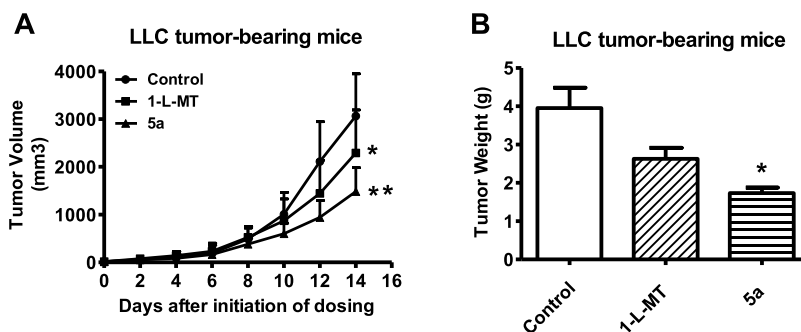 A
LLC tumor-bearing mice
Control
1-L-MT
5a
Tumor Volume
(mm3)
4000
3000
2000
1000
0
*
**
0 2 4 6 8 10 12 14 16
Days after initiation of dosing
B
LLC tumor-bearing mice
Tumor Weight (g)
5
4
3
2
1
0
*
Control
1-L-MT
5a